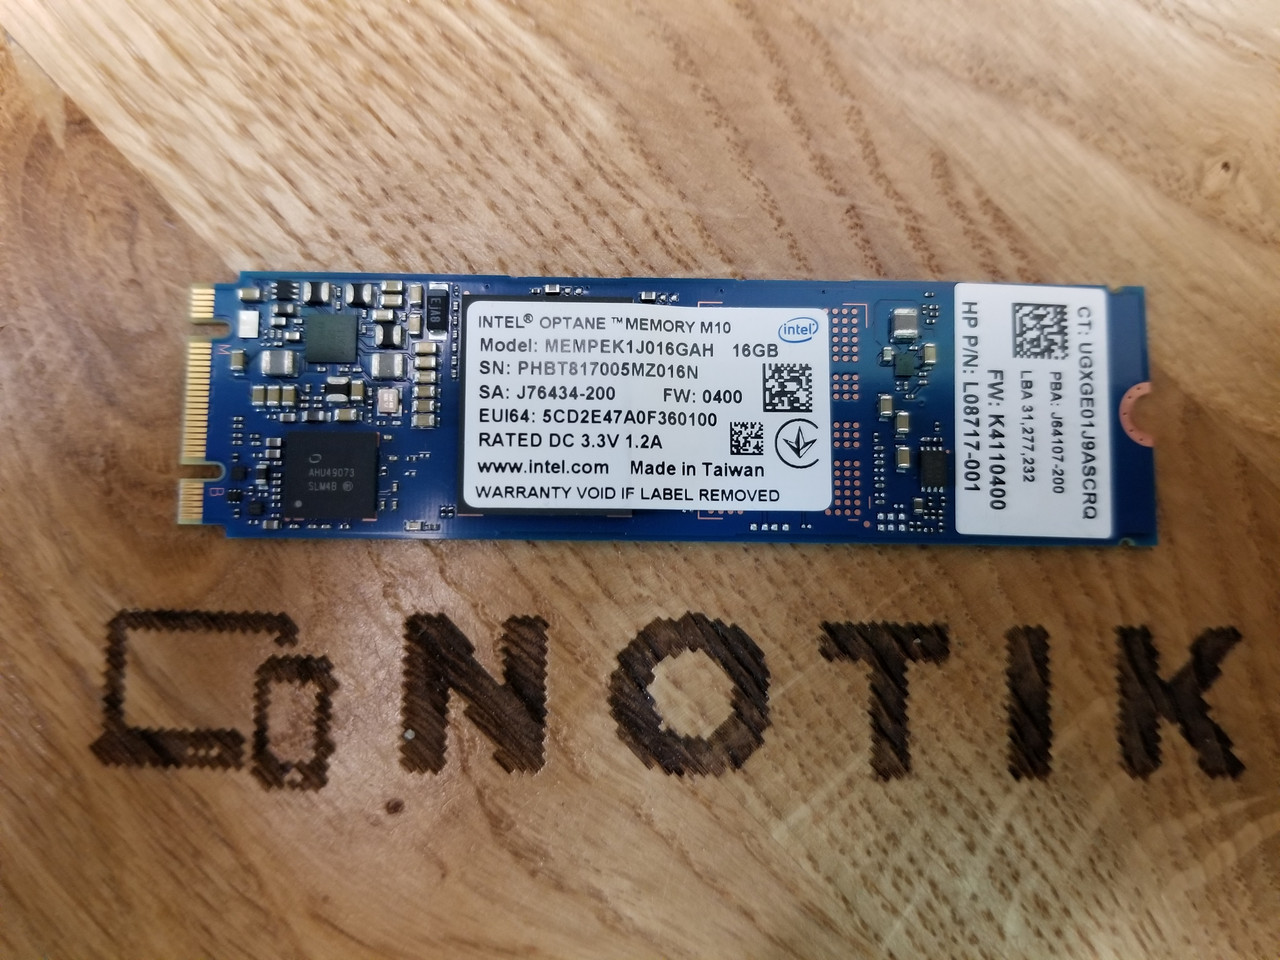 INTEL® OPTANE™ MEMORY M10
intel
Model: MEMPEK1J016GAH 16GB
SN: PHBT817005MZ016N
SA: J76434-200 FW: 0400
EUI64: 5CD2E47A0F360100
RATED DC 3.3V 1.2A
www.intel.com Made in Taiwan
WARRANTY VOID IF LABEL REMOVED
CT: UGXGE01J9ASCRQ
PBA: J64107-200
LBA 31,277,232
FW: K4110400
HP P/N: L08717-001
AHU49073
SLM4B
M
B
NOTIK